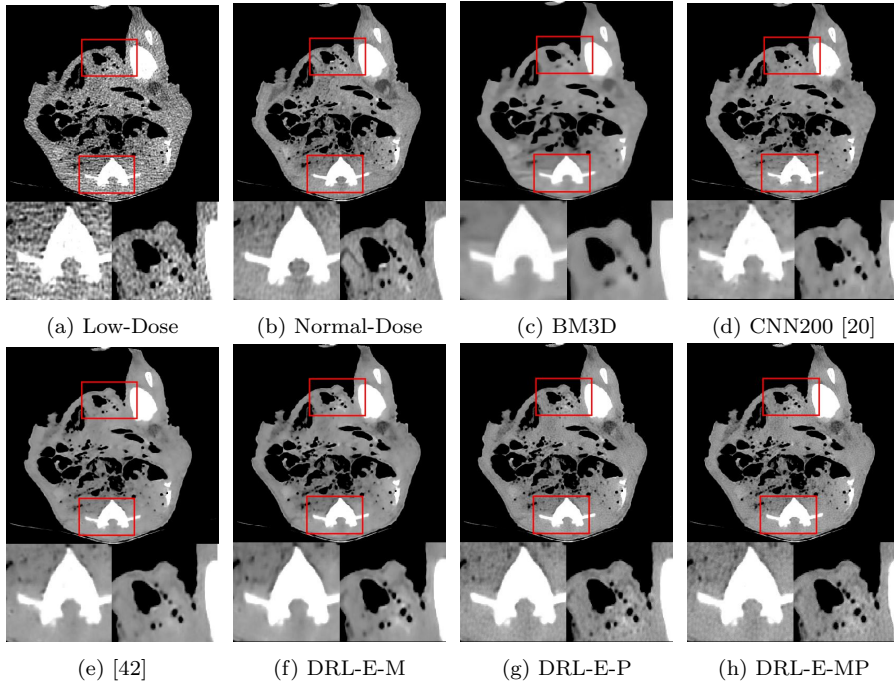 (a) Low-Dose (b) Normal-Dose (c) BM3D (d) CNN200 [20]
(e) [42] (f) DRL-E-M (g) DRL-E-P (h) DRL-E-MP